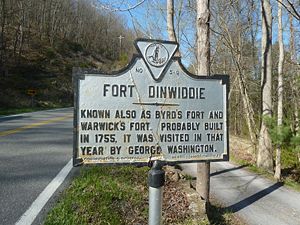 FORT DINWIDDIE
KNOWN ALSO AS BYRD'S FORT AND
WARWICK'S FORT. PROBABLY BUILT
IN 1755, IT WAS VISITED IN THAT
YEAR BY GEORGE WASHINGTON.